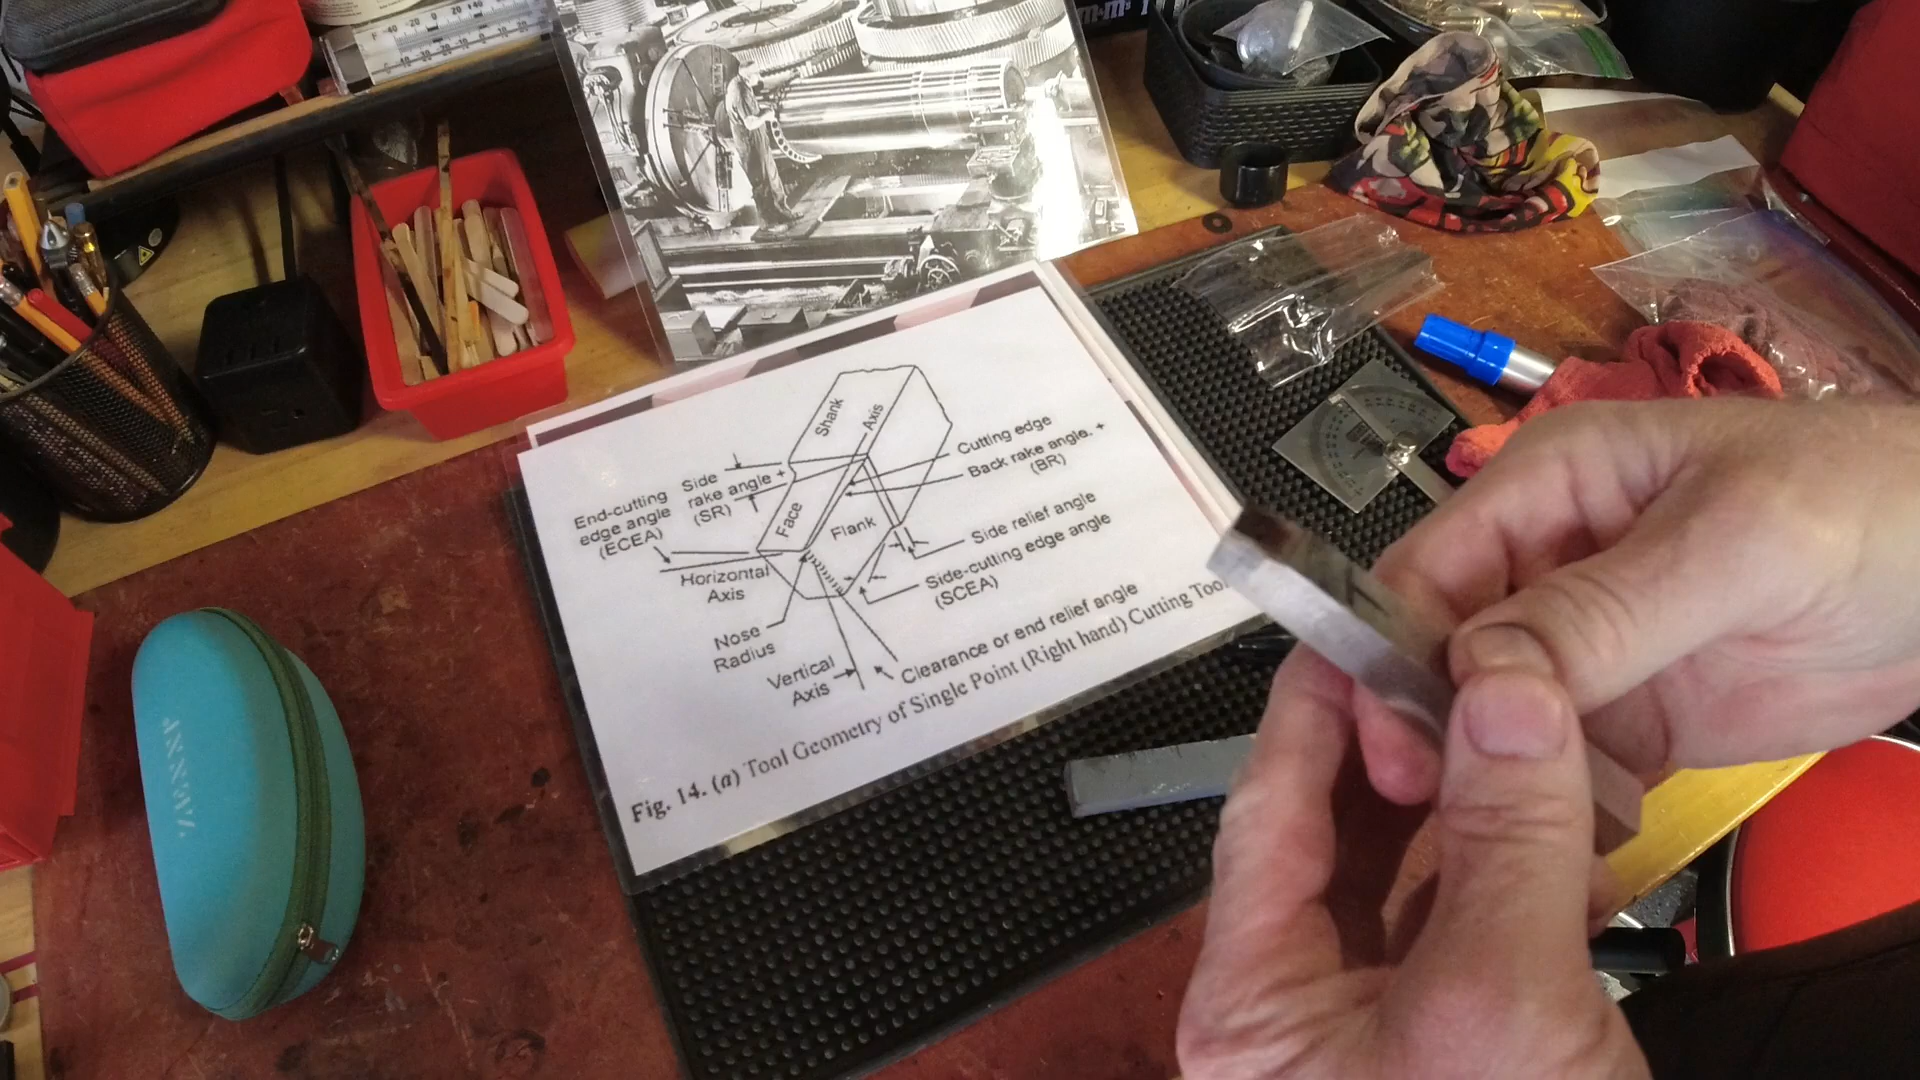 m&m's
Shank
Axis
Cutting edge
Back rake angle. +
(BR)
Side
rake angle +
(SR)
End-cutting
edge angle
(ECEA)
Face
Flank
Side relief angle
Side-cutting edge angle
(SCEA)
Horizontal
Axis
Nose
Radius
Vertical
Axis
Clearance or end relief angle
Fig. 14. (a) Tool Geometry of Single Point (Right hand) Cutting Tool